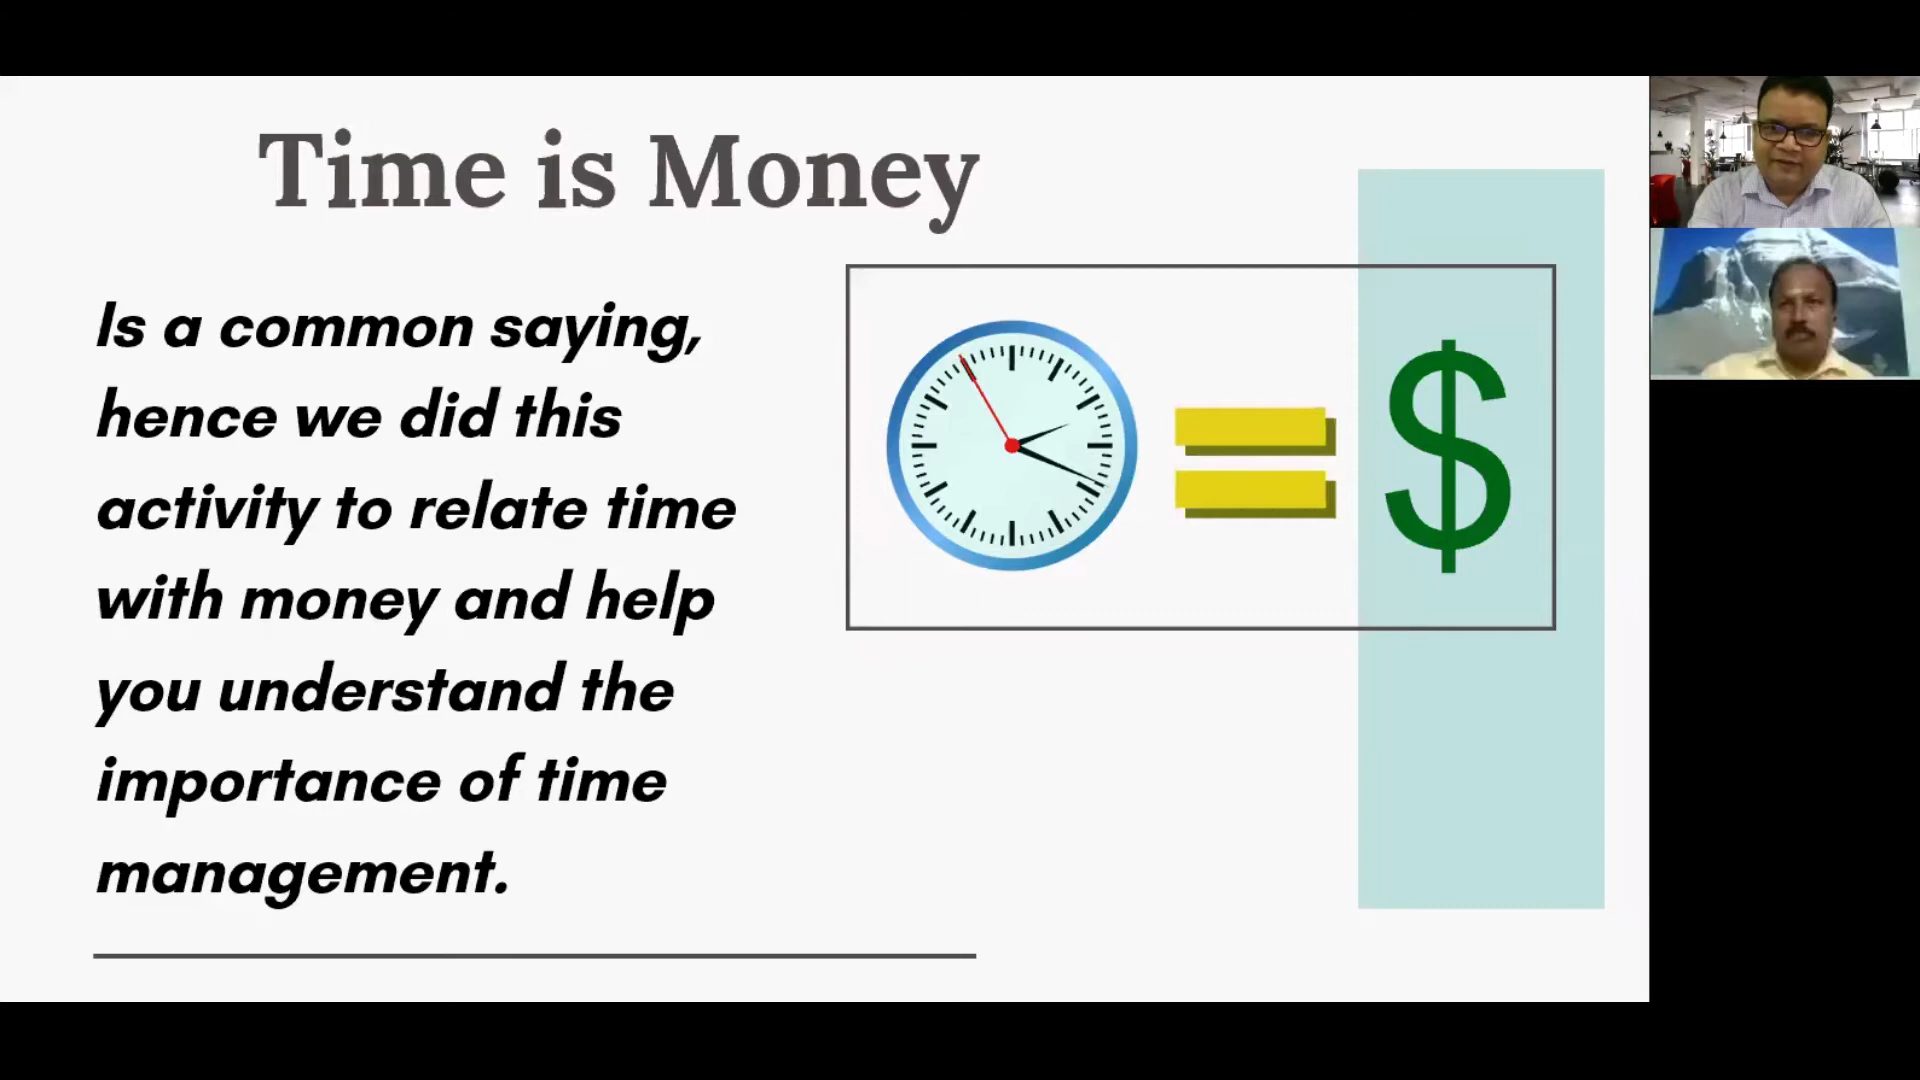 Time is Money
Is a common saying,
hence we did this
activity to relate time
with money and help
you understand the
importance of time
management.
$